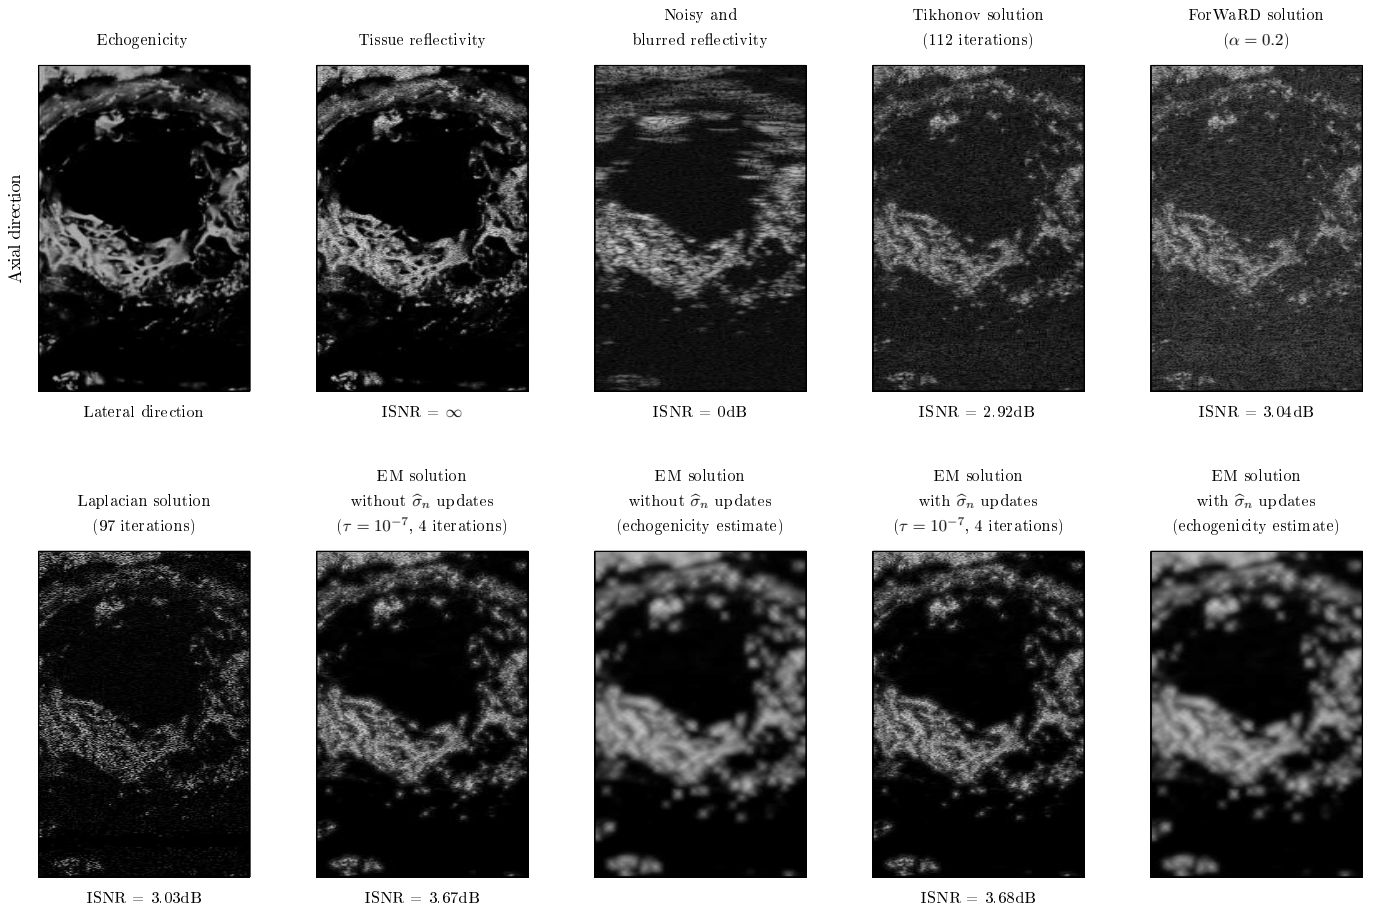 Echogenicity
Tissue reflectivity
Noisy and
blurred reflectivity
Tikhonov solution
(112 iterations)
ForWaRD solution
(α = 0.2)
Axial direction
Lateral direction
ISNR = ∞
ISNR = 0dB
ISNR = 2.92dB
ISNR = 3.04dB
Laplacian solution
(97 iterations)
EM solution
without σ̂ₙ updates
(τ = 10⁻⁷, 4 iterations)
EM solution
without σ̂ₙ updates
(echogenicity estimate)
EM solution
with σ̂ₙ updates
(τ = 10⁻⁷, 4 iterations)
EM solution
with σ̂ₙ updates
(echogenicity estimate)
ISNR = 3.03dB
ISNR = 3.67dB
ISNR = 3.68dB